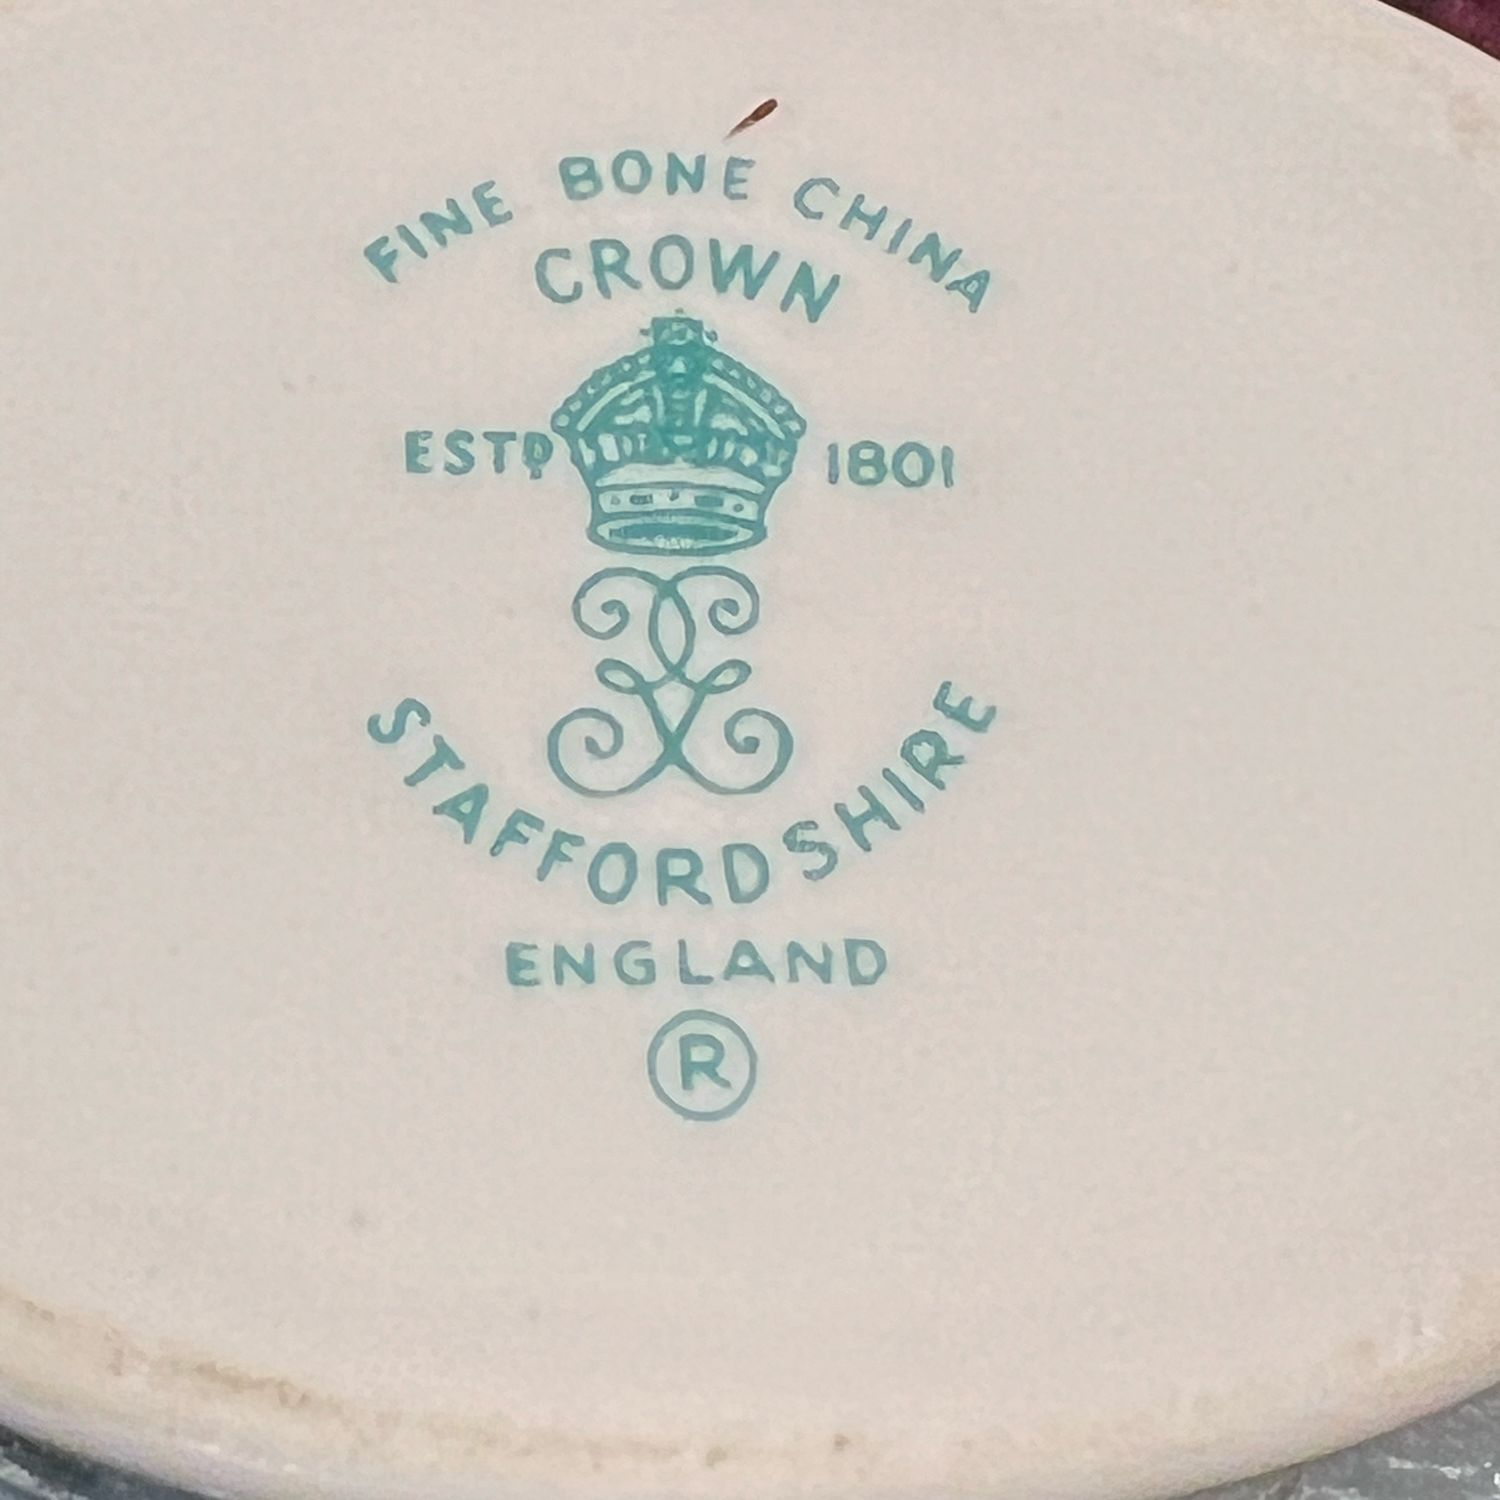 FINE BONE CHINA
CROWN
ESTD 1801
STAFFORDSHIRE
ENGLAND
®